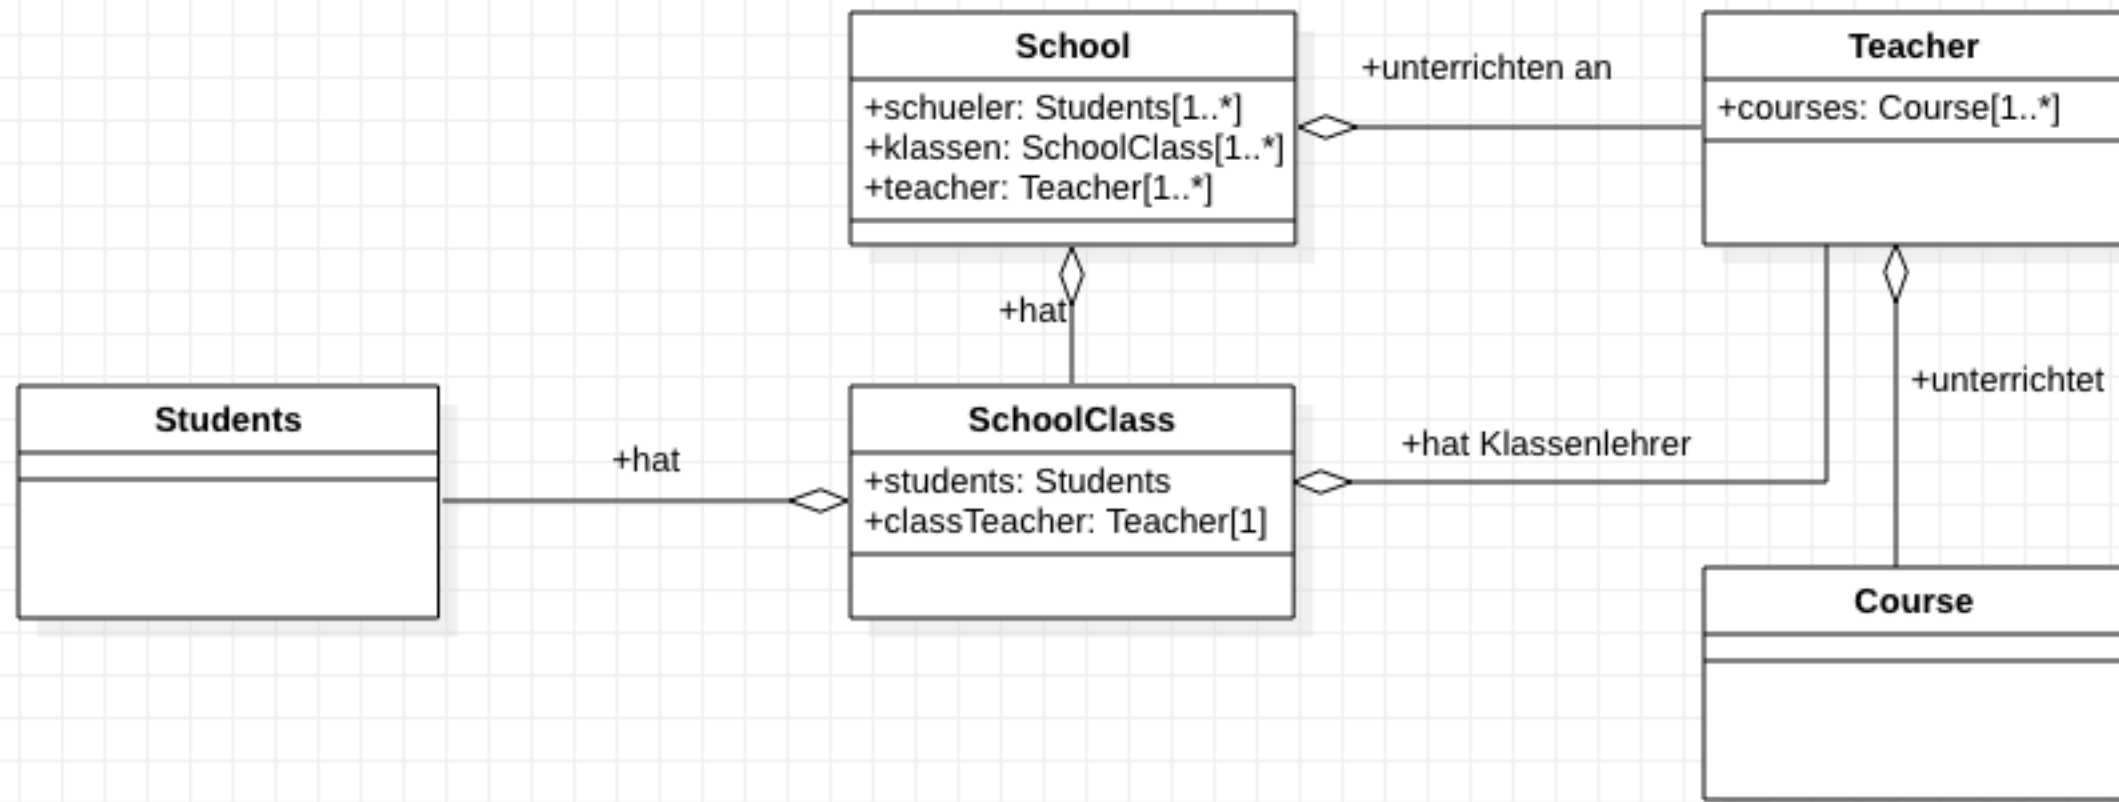 School
+schueler: Students[1..*]
+klassen: SchoolClass[1..*]
+teacher: Teacher[1..*]
+unterrichten an
Teacher
+courses: Course[1..*]
+hat
Students
+hat
SchoolClass
+students: Students
+classTeacher: Teacher[1]
+hat Klassenlehrer
+unterrichtet
Course